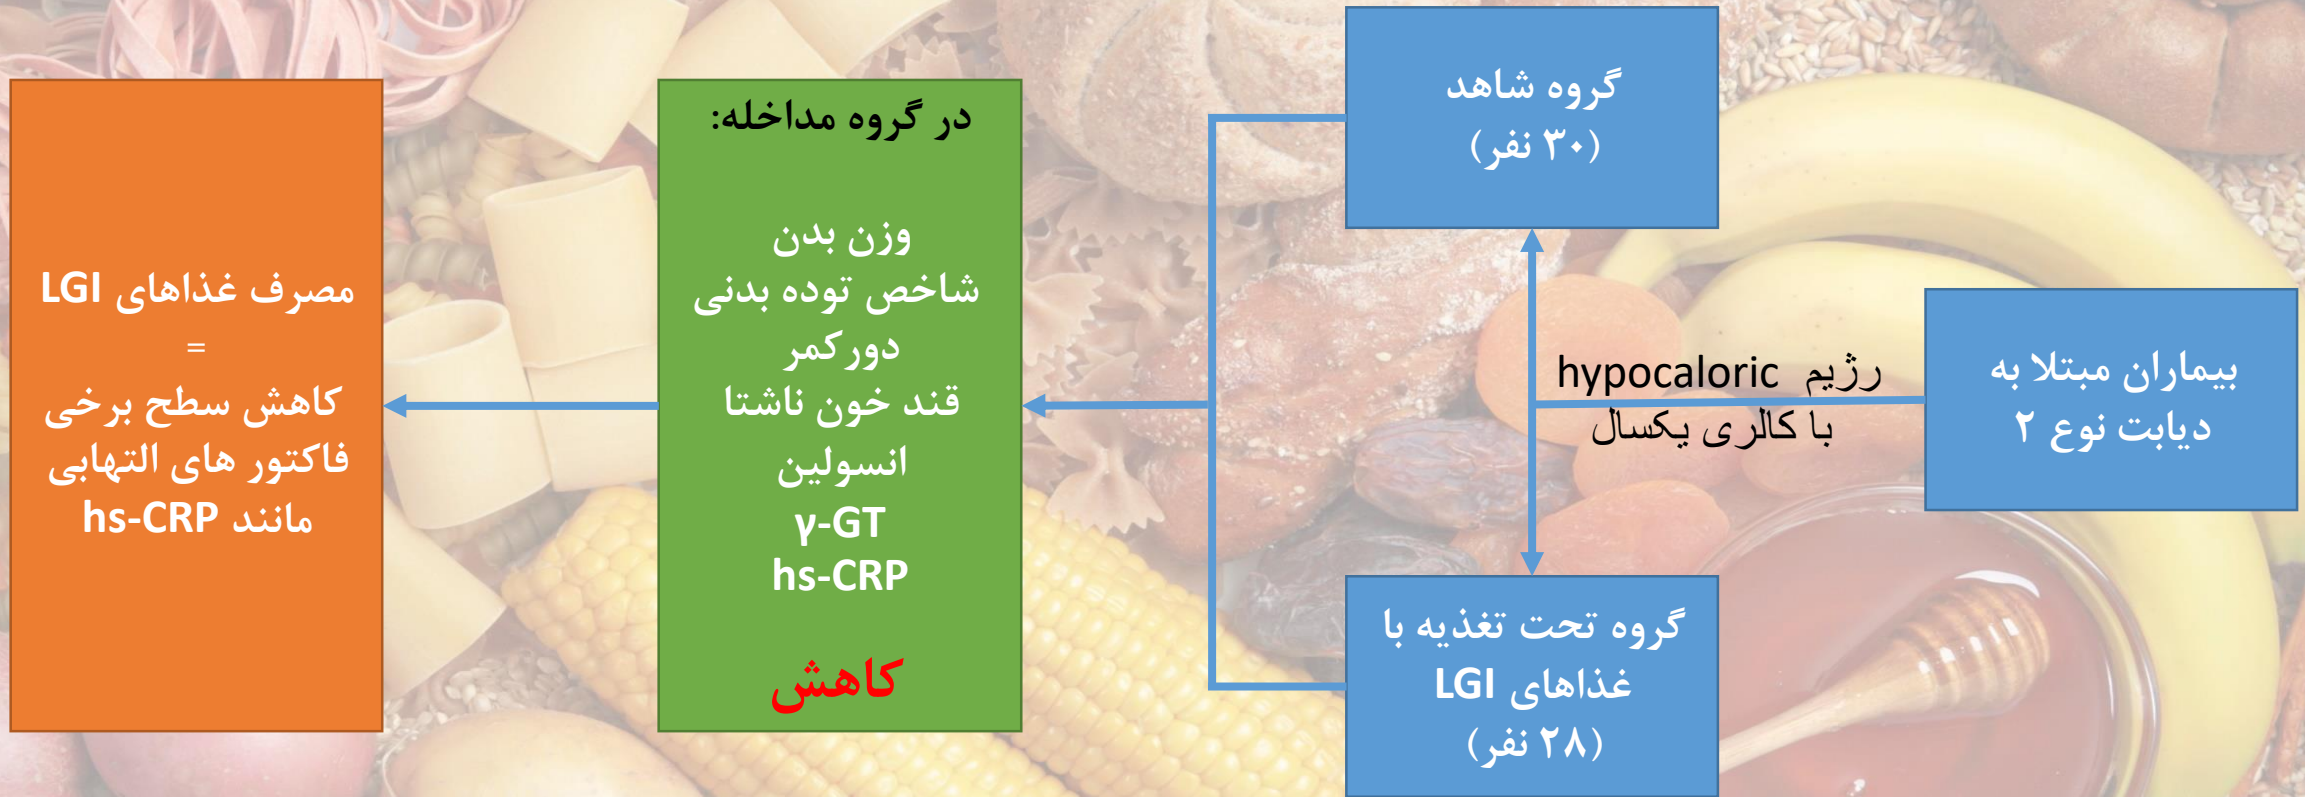 بیماران مبتلا به
دیابت نوع ۲
رژیم hypocaloric
با کالری یکسال
گروه شاهد
(۳۰ نفر)
گروه تحت تغذیه با
غذاهای LGI
(۲۸ نفر)
در گروه مداخله:
وزن بدن
شاخص توده بدنی
دورکمر
قند خون ناشتا
انسولین
γ-GT
hs-CRP
کاهش
مصرف غذاهای LGI
=
کاهش سطح برخی
فاکتور های التهابی
مانند hs-CRP